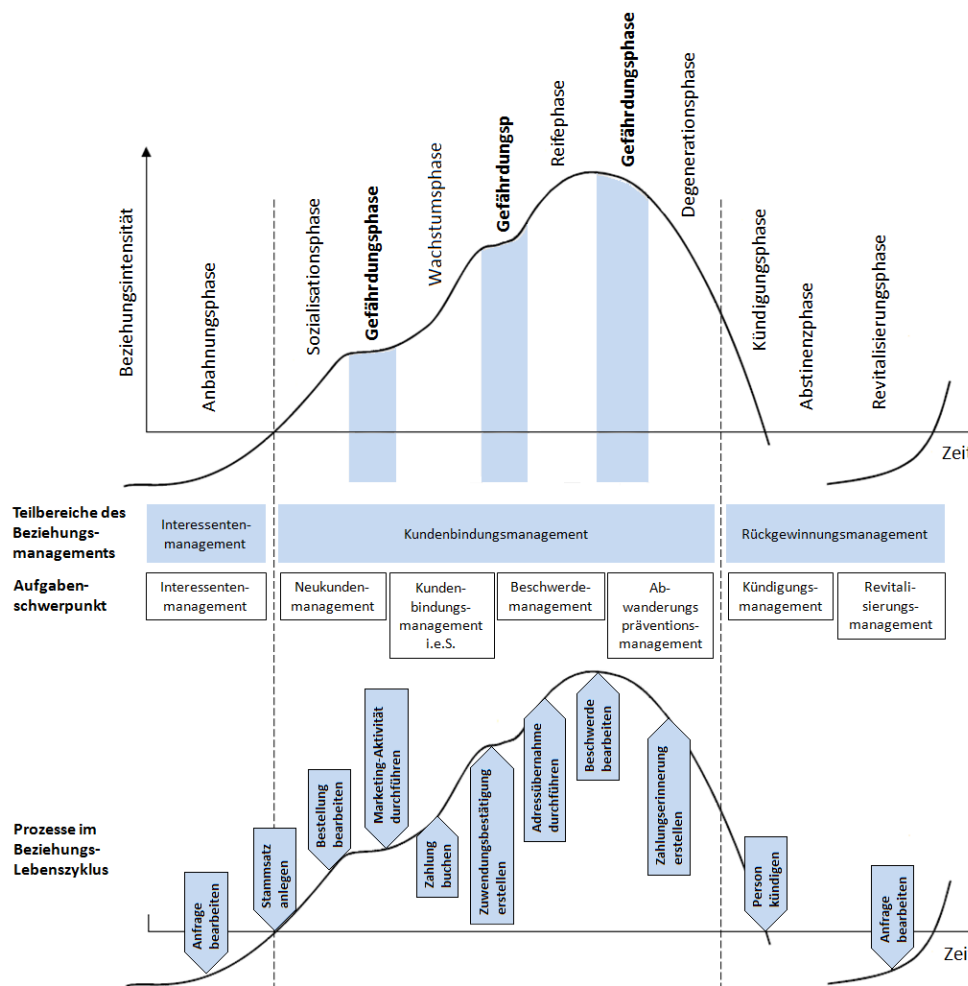 Beziehungsintensität
Anbahnungsphase
Sozialisationsphase
Gefährdungsphase
Wachstumsphase
Gefährdungsp
Reifephase
Gefährdungsphase
Degenerationsphase
Kündigungsphase
Abstinenzphase
Revitalisierungsphase
Zeit
Teilbereiche des
Beziehungs-
managements
Interessenten-
management
Kundenbindungsmanagement
Rückgewinnungsmanagement
Aufgaben-
schwerpunkt
Interessenten-
management
Neukunden-
management
Kunden-
bindungs-
management
i.e.S.
Beschwerde-
management
Ab-
wanderungs
präventions-
management
Kündigungs-
management
Revitali-
sierungs-
management
Prozesse im
Beziehungs-
Lebenszyklus
Anfrage
bearbeiten
Stammsatz
anlegen
Bestellung
bearbeiten
Marketing-Aktivität
durchführen
Zahlung
buchen
Zuwendungsbestätigung
erstellen
Adressübernahme
durchführen
Beschwerde
bearbeiten
Zahlungserinnerung
erstellen
Person
kündigen
Anfrage
bearbeiten
Zeit